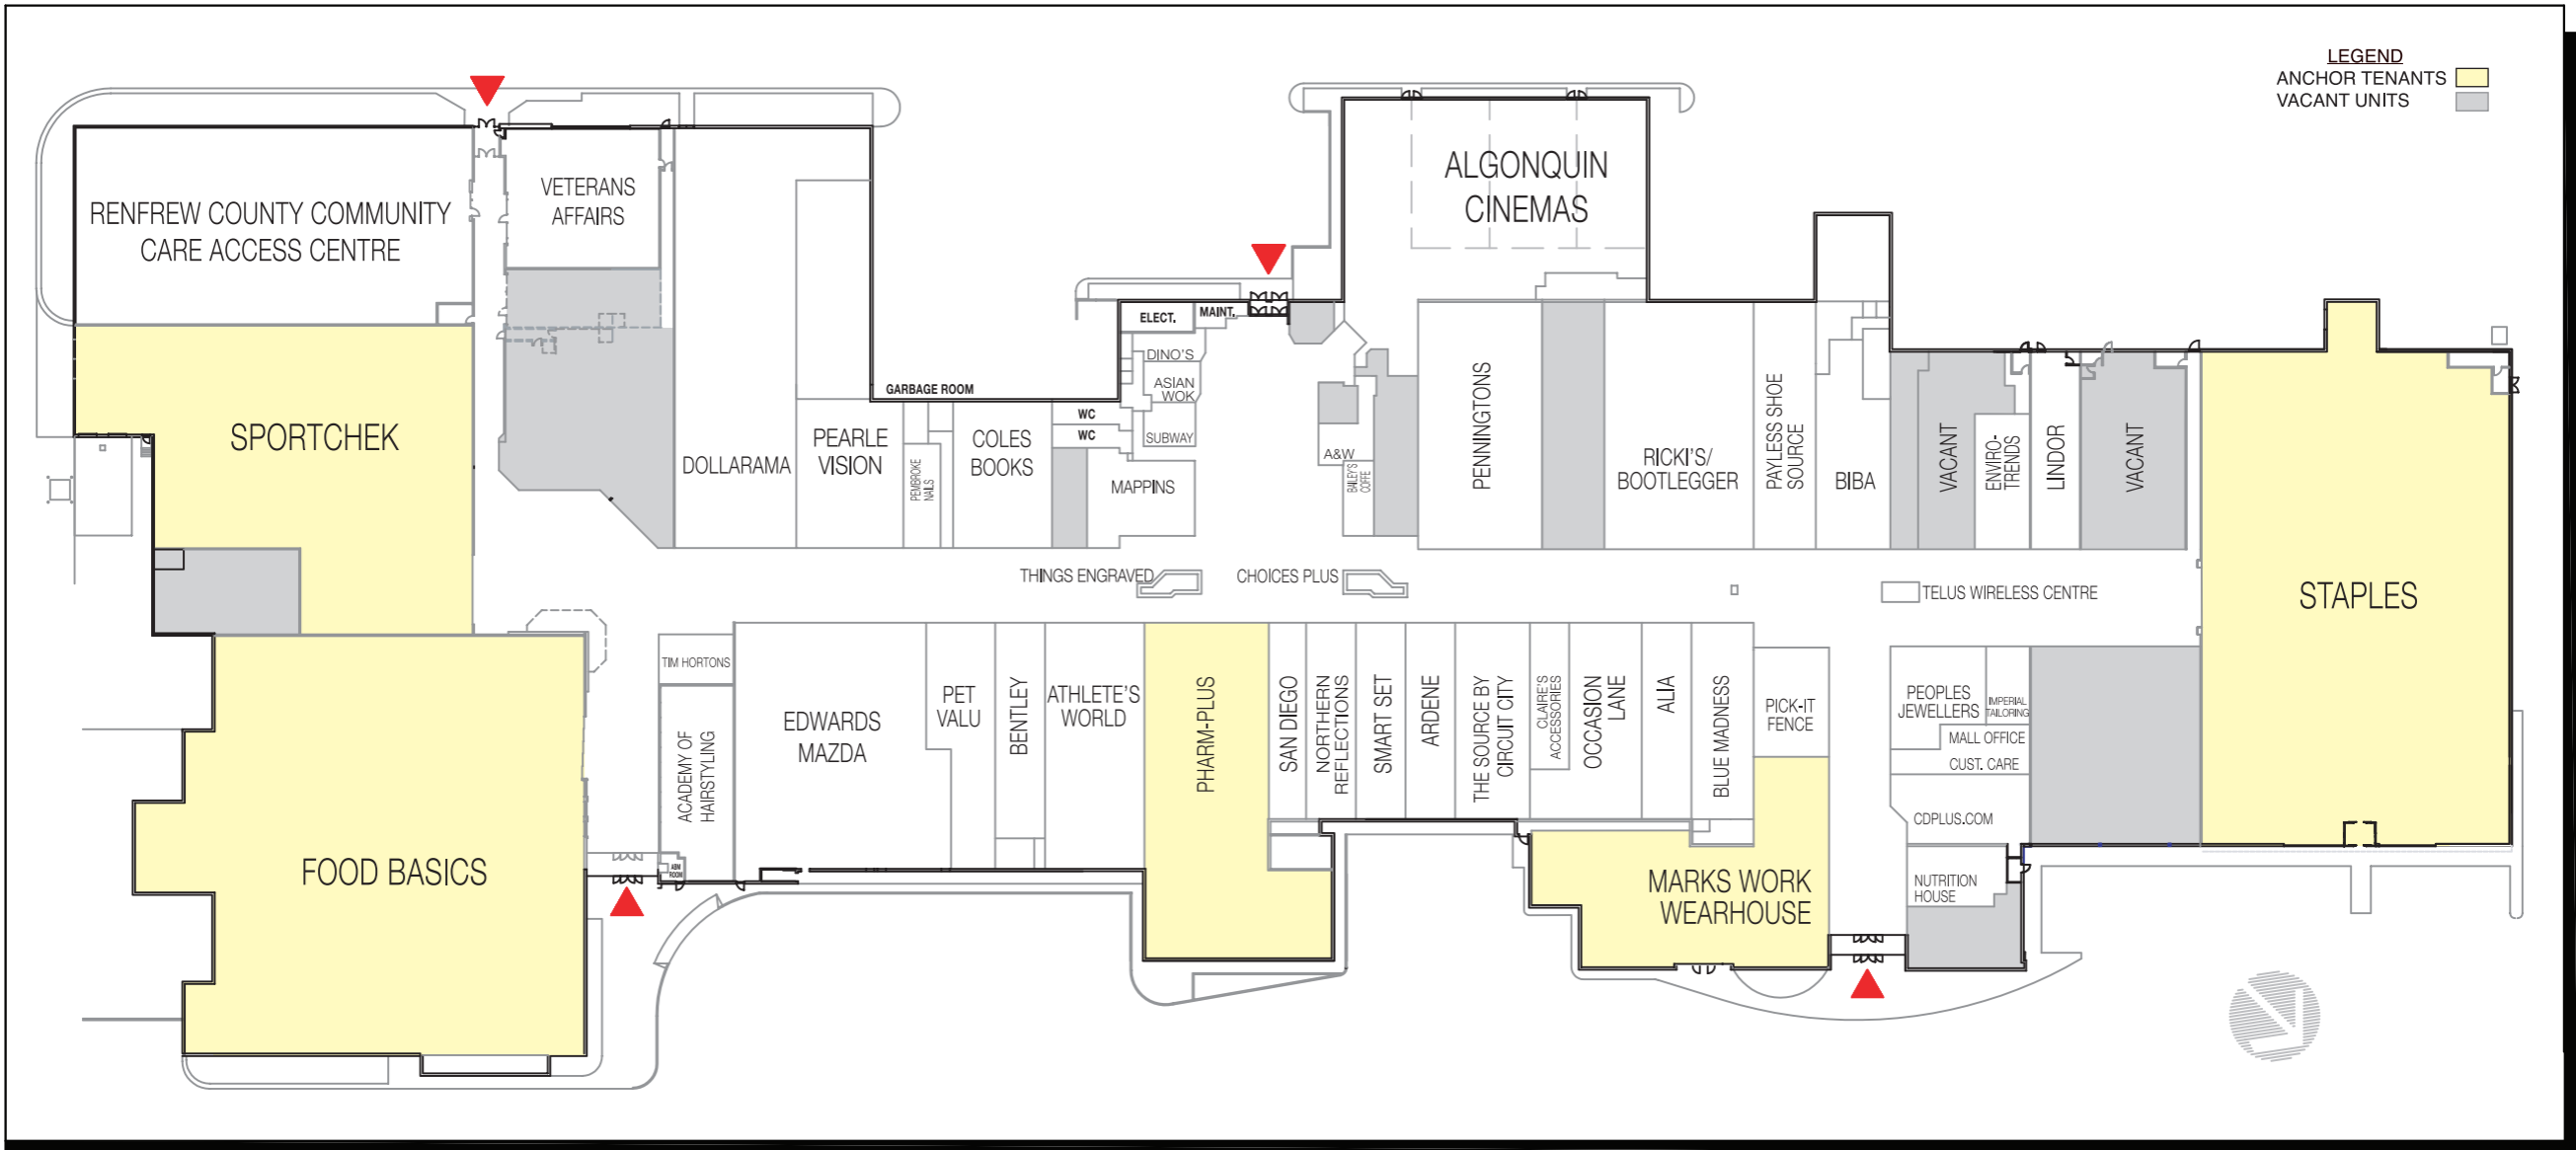 LEGEND
ANCHOR TENANTS
VACANT UNITS
RENFREW COUNTY COMMUNITY
CARE ACCESS CENTRE
VETERANS
AFFAIRS
ALGONQUIN
CINEMAS
ELECT.
MAINT.
DINO'S
ASIAN
WOK
SUBWAY
GARBAGE ROOM
WC
WC
SPORTCHEK
DOLLARAMA
PEARLE
VISION
PEMBROKE
NAILS
COLES
BOOKS
MAPPINS
A&W
BAILEY'S
COFFE
PENNINGTONS
RICKI'S/
BOOTLEGGER
PAYLESS SHOE
SOURCE
BIBA
VACANT
ENVIRO-
TRENDS
LINDOR
VACANT
STAPLES
THINGS ENGRAVED
CHOICES PLUS
TELUS WIRELESS CENTRE
FOOD BASICS
TIM HORTONS
ACADEMY OF
HAIRSTYLING
ABM
ROOM
EDWARDS
MAZDA
PET
VALU
BENTLEY
ATHLETE'S
WORLD
PHARM-PLUS
SAN DIEGO
NORTHERN
REFLECTIONS
SMART SET
ARDENE
THE SOURCE BY
CIRCUIT CITY
CLAIRE'S
ACCESSORIES
OCCASION
LANE
ALIA
BLUE MADNESS
PICK-IT
FENCE
MARKS WORK
WEARHOUSE
PEOPLES
JEWELLERS
IMPERIAL
TAILORING
MALL OFFICE
CUST. CARE
CDPLUS.COM
NUTRITION
HOUSE